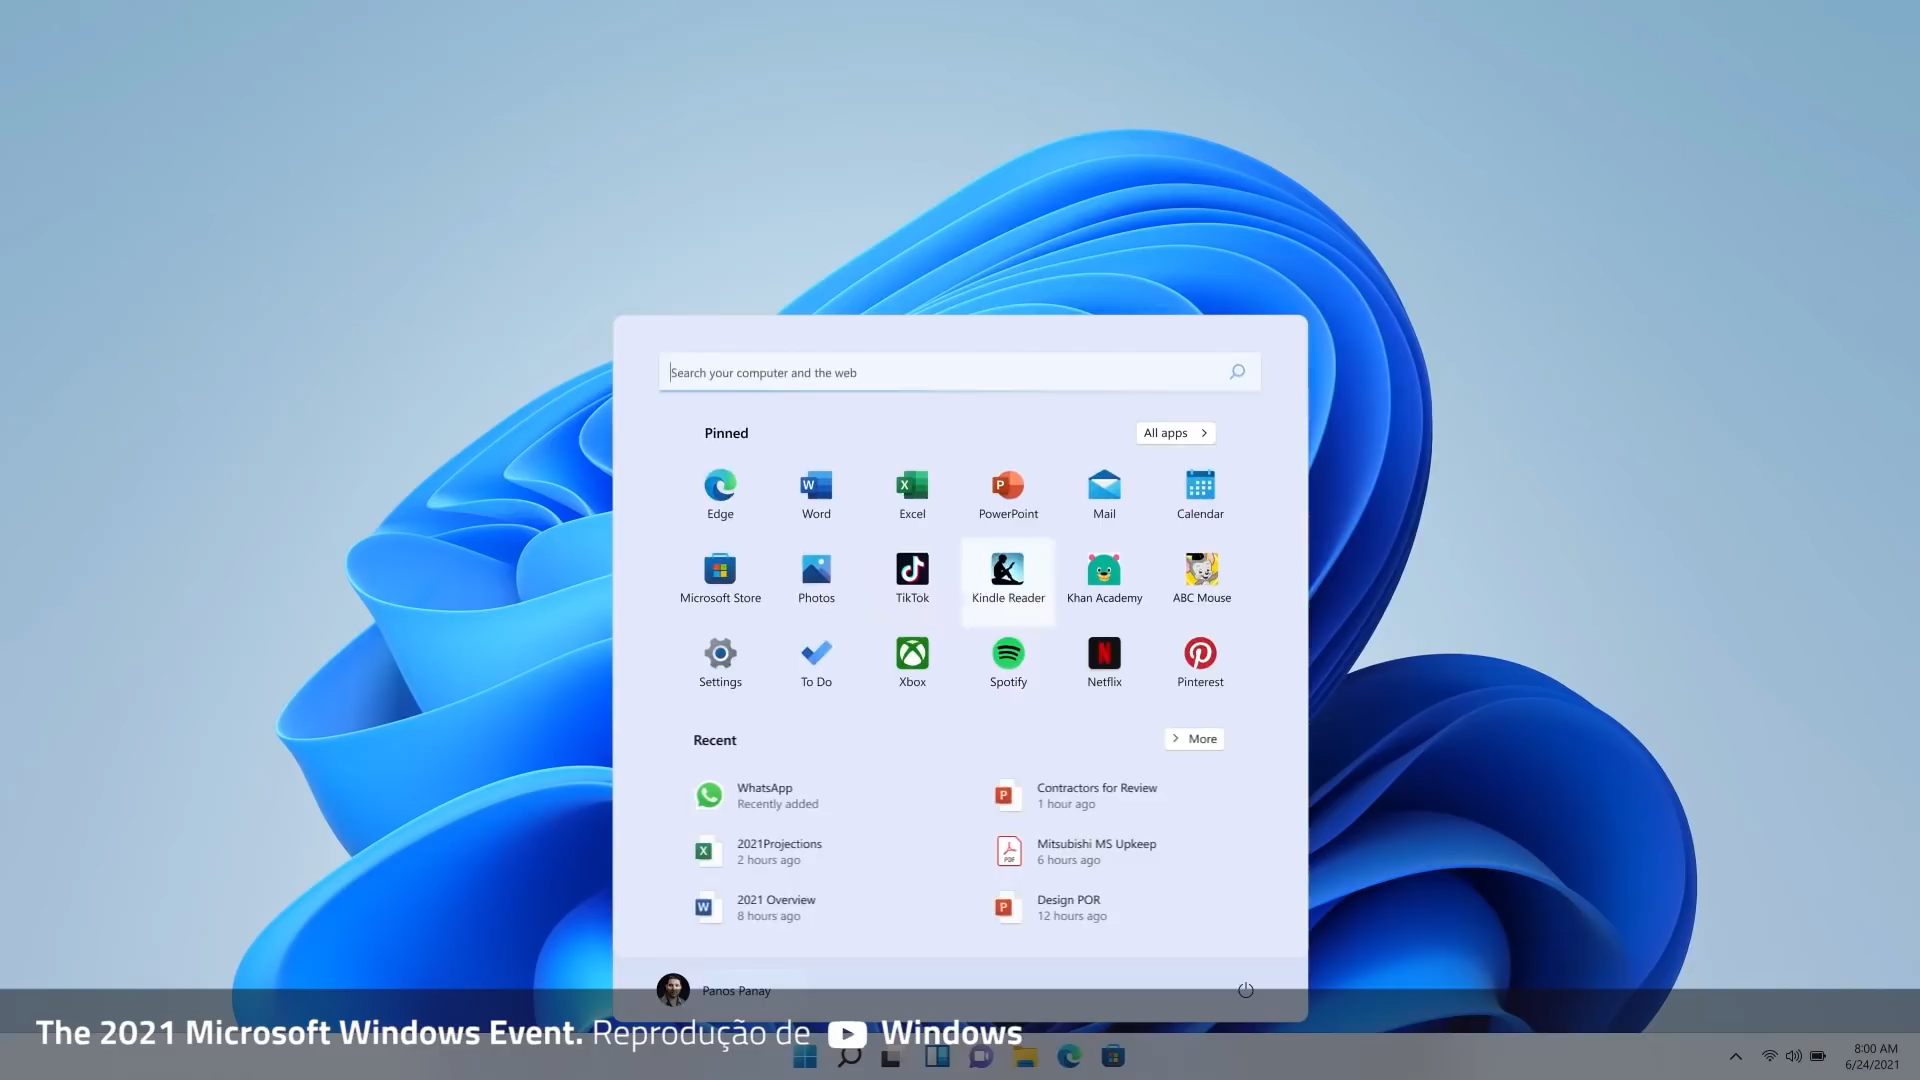 Search your computer and the web
Pinned
All apps
Edge
Word
Excel
PowerPoint
Mail
Calendar
Microsoft Store
Photos
TikTok
Kindle Reader
Khan Academy
ABC Mouse
Settings
To Do
Xbox
Spotify
Netflix
Pinterest
Recent
More
WhatsApp
Recently added
Contractors for Review
1 hour ago
2021Projections
2 hours ago
Mitsubishi MS Upkeep
6 hours ago
2021 Overview
8 hours ago
Design POR
12 hours ago
Panos Panay
The 2021 Microsoft Windows Event. Reprodução de Windows
8:00 AM
6/24/2021